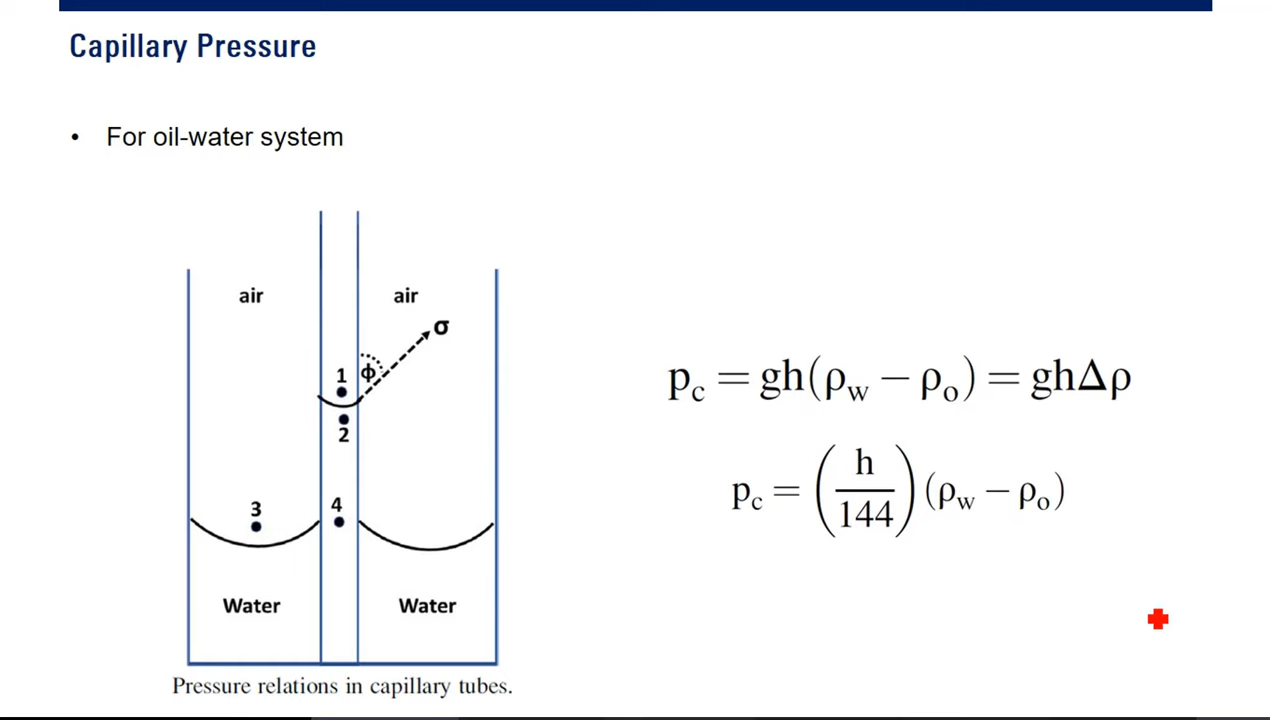 Capillary Pressure
• For oil-water system
air air
σ
1 ϕ
2
3 4
Water Water
Pressure relations in capillary tubes.
p_c = gh(ρ_w − ρ_o) = ghΔρ
p_c = (h/144)(ρ_w − ρ_o)